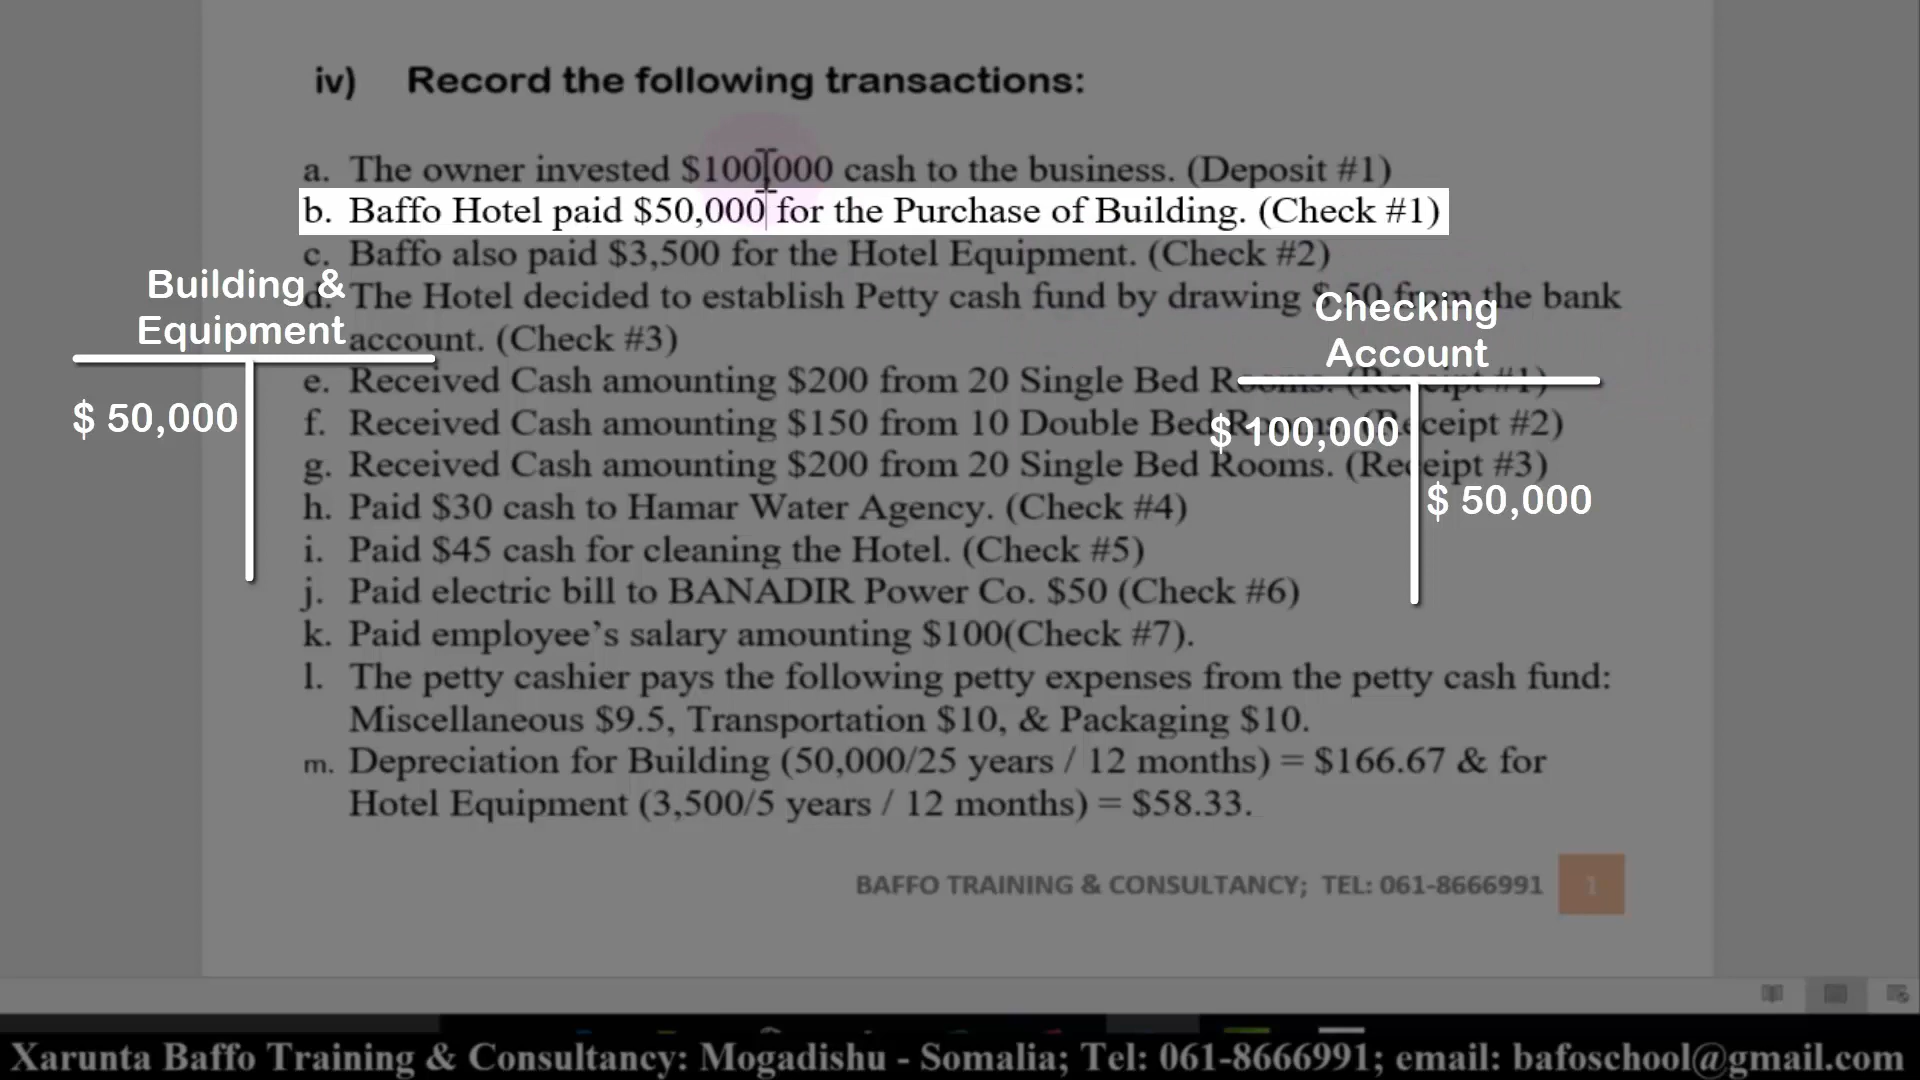 iv) Record the following transactions:
a. The owner invested $100,000 cash to the business. (Deposit #1)
b. Baffo Hotel paid $50,000 for the Purchase of Building. (Check #1)
c. Baffo also paid $3,500 for the Hotel Equipment. (Check #2)
d. The Hotel decided to establish Petty cash fund by drawing $ 50 from the bank
account. (Check #3)
e. Received Cash amounting $200 from 20 Single Bed Rooms. (Receipt #1)
f. Received Cash amounting $150 from 10 Double Bed Rooms. (Receipt #2)
g. Received Cash amounting $200 from 20 Single Bed Rooms. (Receipt #3)
h. Paid $30 cash to Hamar Water Agency. (Check #4)
i. Paid $45 cash for cleaning the Hotel. (Check #5)
j. Paid electric bill to BANADIR Power Co. $50 (Check #6)
k. Paid employee’s salary amounting $100(Check #7).
l. The petty cashier pays the following petty expenses from the petty cash fund:
Miscellaneous $9.5, Transportation $10, & Packaging $10.
m. Depreciation for Building (50,000/25 years / 12 months) = $166.67 & for
Hotel Equipment (3,500/5 years / 12 months) = $58.33.
Building &
Equipment
$ 50,000
Checking
Account
$ 100,000
$ 50,000
BAFFO TRAINING & CONSULTANCY; TEL: 061-8666991 1
Xarunta Baffo Training & Consultancy: Mogadishu - Somalia; Tel: 061-8666991; email: bafoschool@gmail.com